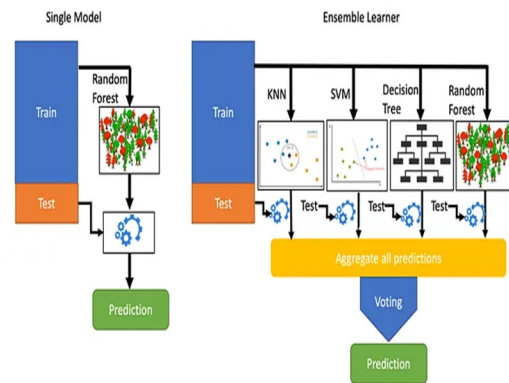 Single Model
Ensemble Learner
Train
Test
Random
Forest
Prediction
Train
Test
KNN
SVM
Decision
Tree
Random
Forest
Test
Test
Test
Aggregate all predictions
Voting
Prediction